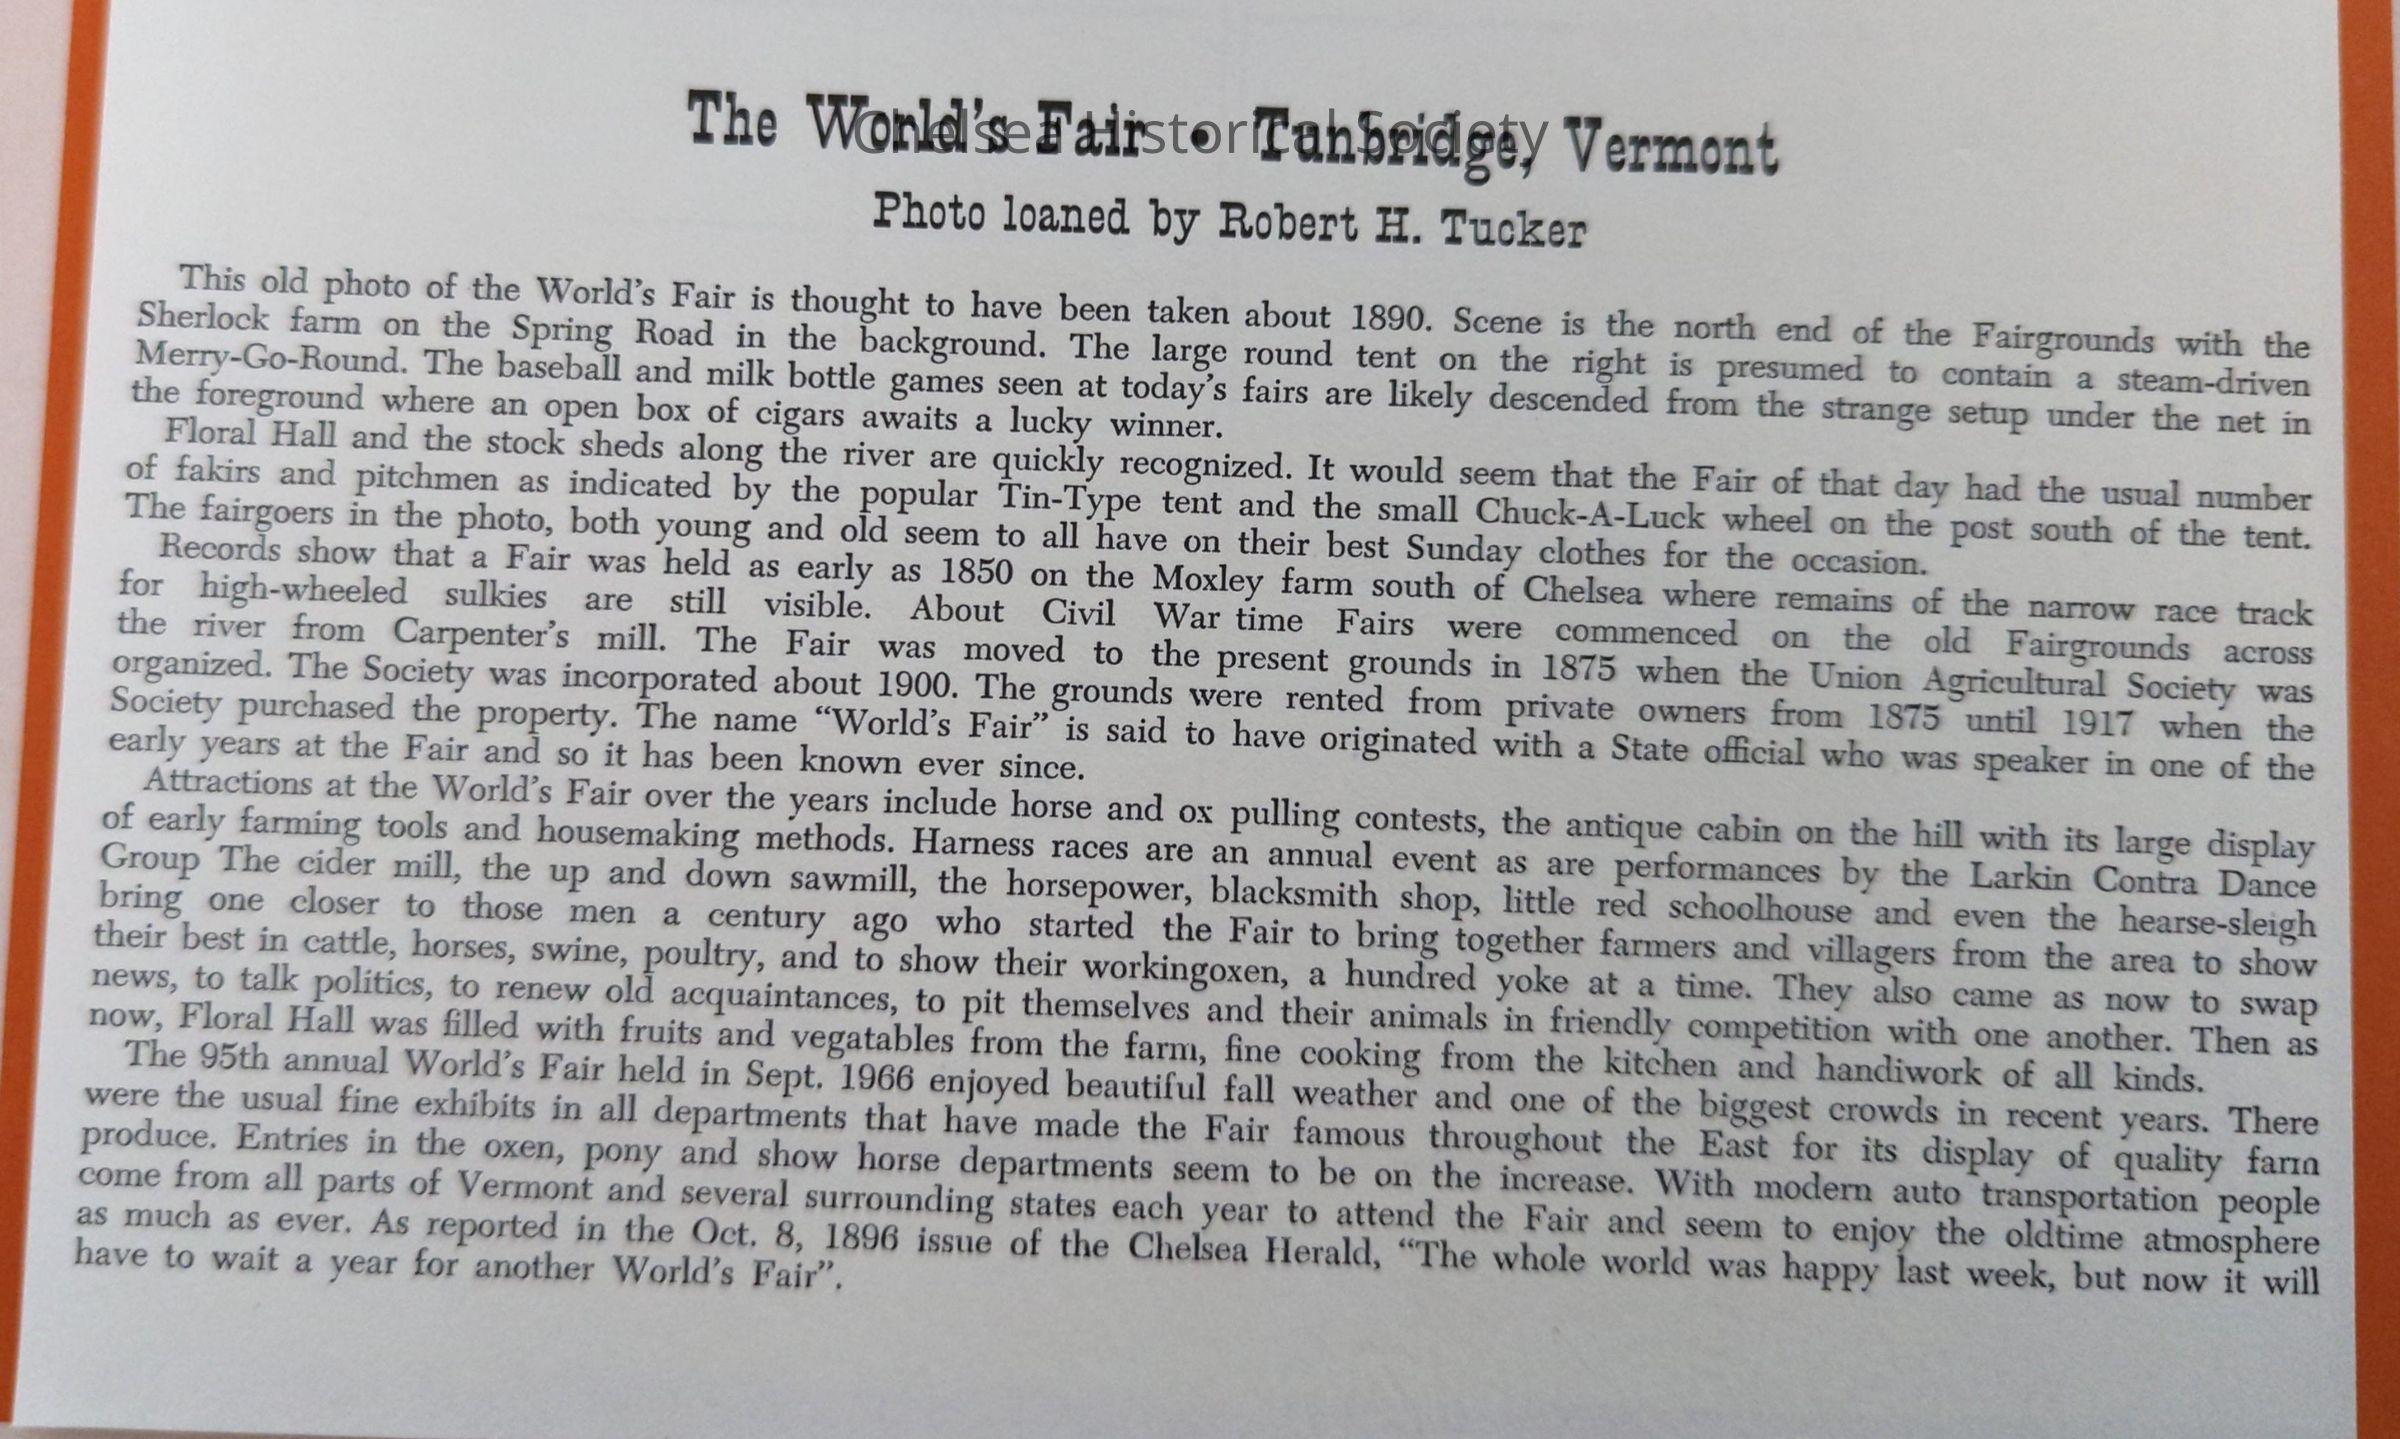 The World's Fair • Tunbridge, Vermont
Chelsea Historical Society
Photo loaned by Robert H. Tucker
This old photo of the World's Fair is thought to have been taken about 1890. Scene is the north end of the Fairgrounds with the
Sherlock farm on the Spring Road in the background. The large round tent on the right is presumed to contain a steam-driven
Merry-Go-Round. The baseball and milk bottle games seen at today's fairs are likely descended from the strange setup under the net in
the foreground where an open box of cigars awaits a lucky winner.
Floral Hall and the stock sheds along the river are quickly recognized. It would seem that the Fair of that day had the usual number
of fakirs and pitchmen as indicated by the popular Tin-Type tent and the small Chuck-A-Luck wheel on the post south of the tent.
The fairgoers in the photo, both young and old seem to all have on their best Sunday clothes for the occasion.
Records show that a Fair was held as early as 1850 on the Moxley farm south of Chelsea where remains of the narrow race track
for high-wheeled sulkies are still visible. About Civil War time Fairs were commenced on the old Fairgrounds across
the river from Carpenter's mill. The Fair was moved to the present grounds in 1875 when the Union Agricultural Society was
organized. The Society was incorporated about 1900. The grounds were rented from private owners from 1875 until 1917 when the
Society purchased the property. The name “World's Fair” is said to have originated with a State official who was speaker in one of the
early years at the Fair and so it has been known ever since.
Attractions at the World's Fair over the years include horse and ox pulling contests, the antique cabin on the hill with its large display
of early farming tools and housemaking methods. Harness races are an annual event as are performances by the Larkin Contra Dance
Group The cider mill, the up and down sawmill, the horsepower, blacksmith shop, little red schoolhouse and even the hearse-sleigh
bring one closer to those men a century ago who started the Fair to bring together farmers and villagers from the area to show
their best in cattle, horses, swine, poultry, and to show their workingoxen, a hundred yoke at a time. They also came as now to swap
news, to talk politics, to renew old acquaintances, to pit themselves and their animals in friendly competition with one another. Then as
now, Floral Hall was filled with fruits and vegatables from the farm, fine cooking from the kitchen and handiwork of all kinds.
The 95th annual World's Fair held in Sept. 1966 enjoyed beautiful fall weather and one of the biggest crowds in recent years. There
were the usual fine exhibits in all departments that have made the Fair famous throughout the East for its display of quality farm
produce. Entries in the oxen, pony and show horse departments seem to be on the increase. With modern auto transportation people
come from all parts of Vermont and several surrounding states each year to attend the Fair and seem to enjoy the oldtime atmosphere
as much as ever. As reported in the Oct. 8, 1896 issue of the Chelsea Herald, “The whole world was happy last week, but now it will
have to wait a year for another World's Fair”.